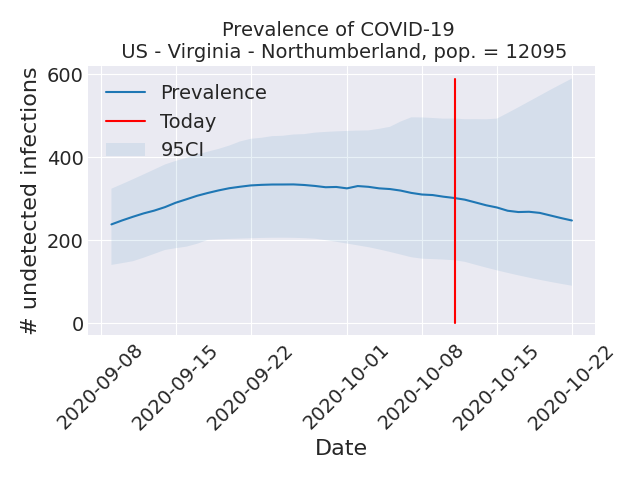 Prevalence of COVID-19
US - Virginia - Northumberland, pop. = 12095
# undetected infections
600
400
200
0
Prevalence
Today
95CI
2020-09-08
2020-09-15
2020-09-22
2020-10-01
2020-10-08
2020-10-15
2020-10-22
Date